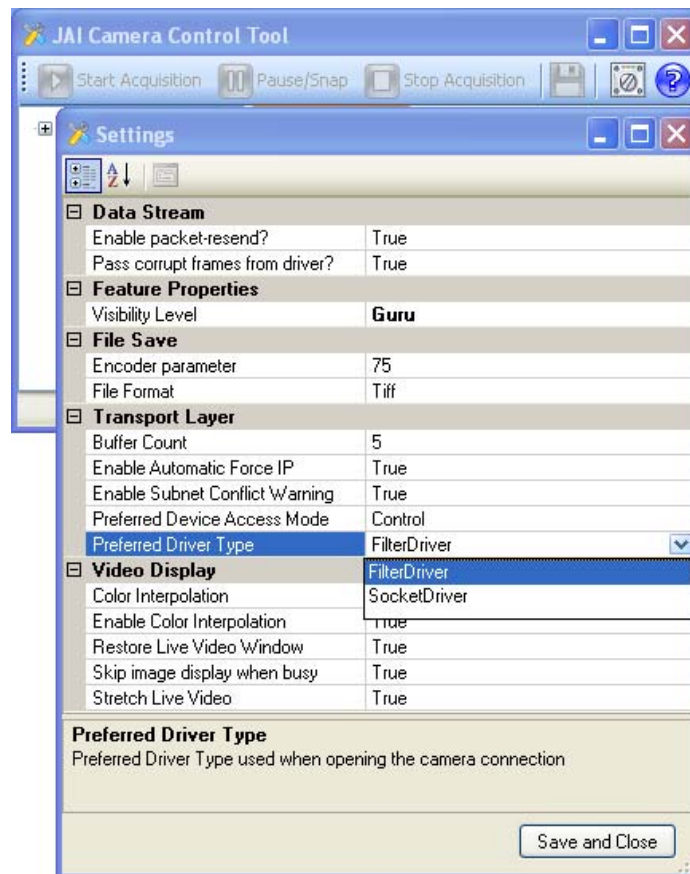 JAI Camera Control Tool
Start Acquisition Pause/Snap Stop Acquisition
Settings
Data Stream
Enable packet-resend? True
Pass corrupt frames from driver? True
Feature Properties
Visibility Level Guru
File Save
Encoder parameter 75
File Format Tiff
Transport Layer
Buffer Count 5
Enable Automatic Force IP True
Enable Subnet Conflict Warning True
Preferred Device Access Mode Control
Preferred Driver Type FilterDriver
Video Display FilterDriver
Color Interpolation SocketDriver
Enable Color Interpolation True
Restore Live Video Window True
Skip image display when busy True
Stretch Live Video True
Preferred Driver Type
Preferred Driver Type used when opening the camera connection
Save and Close